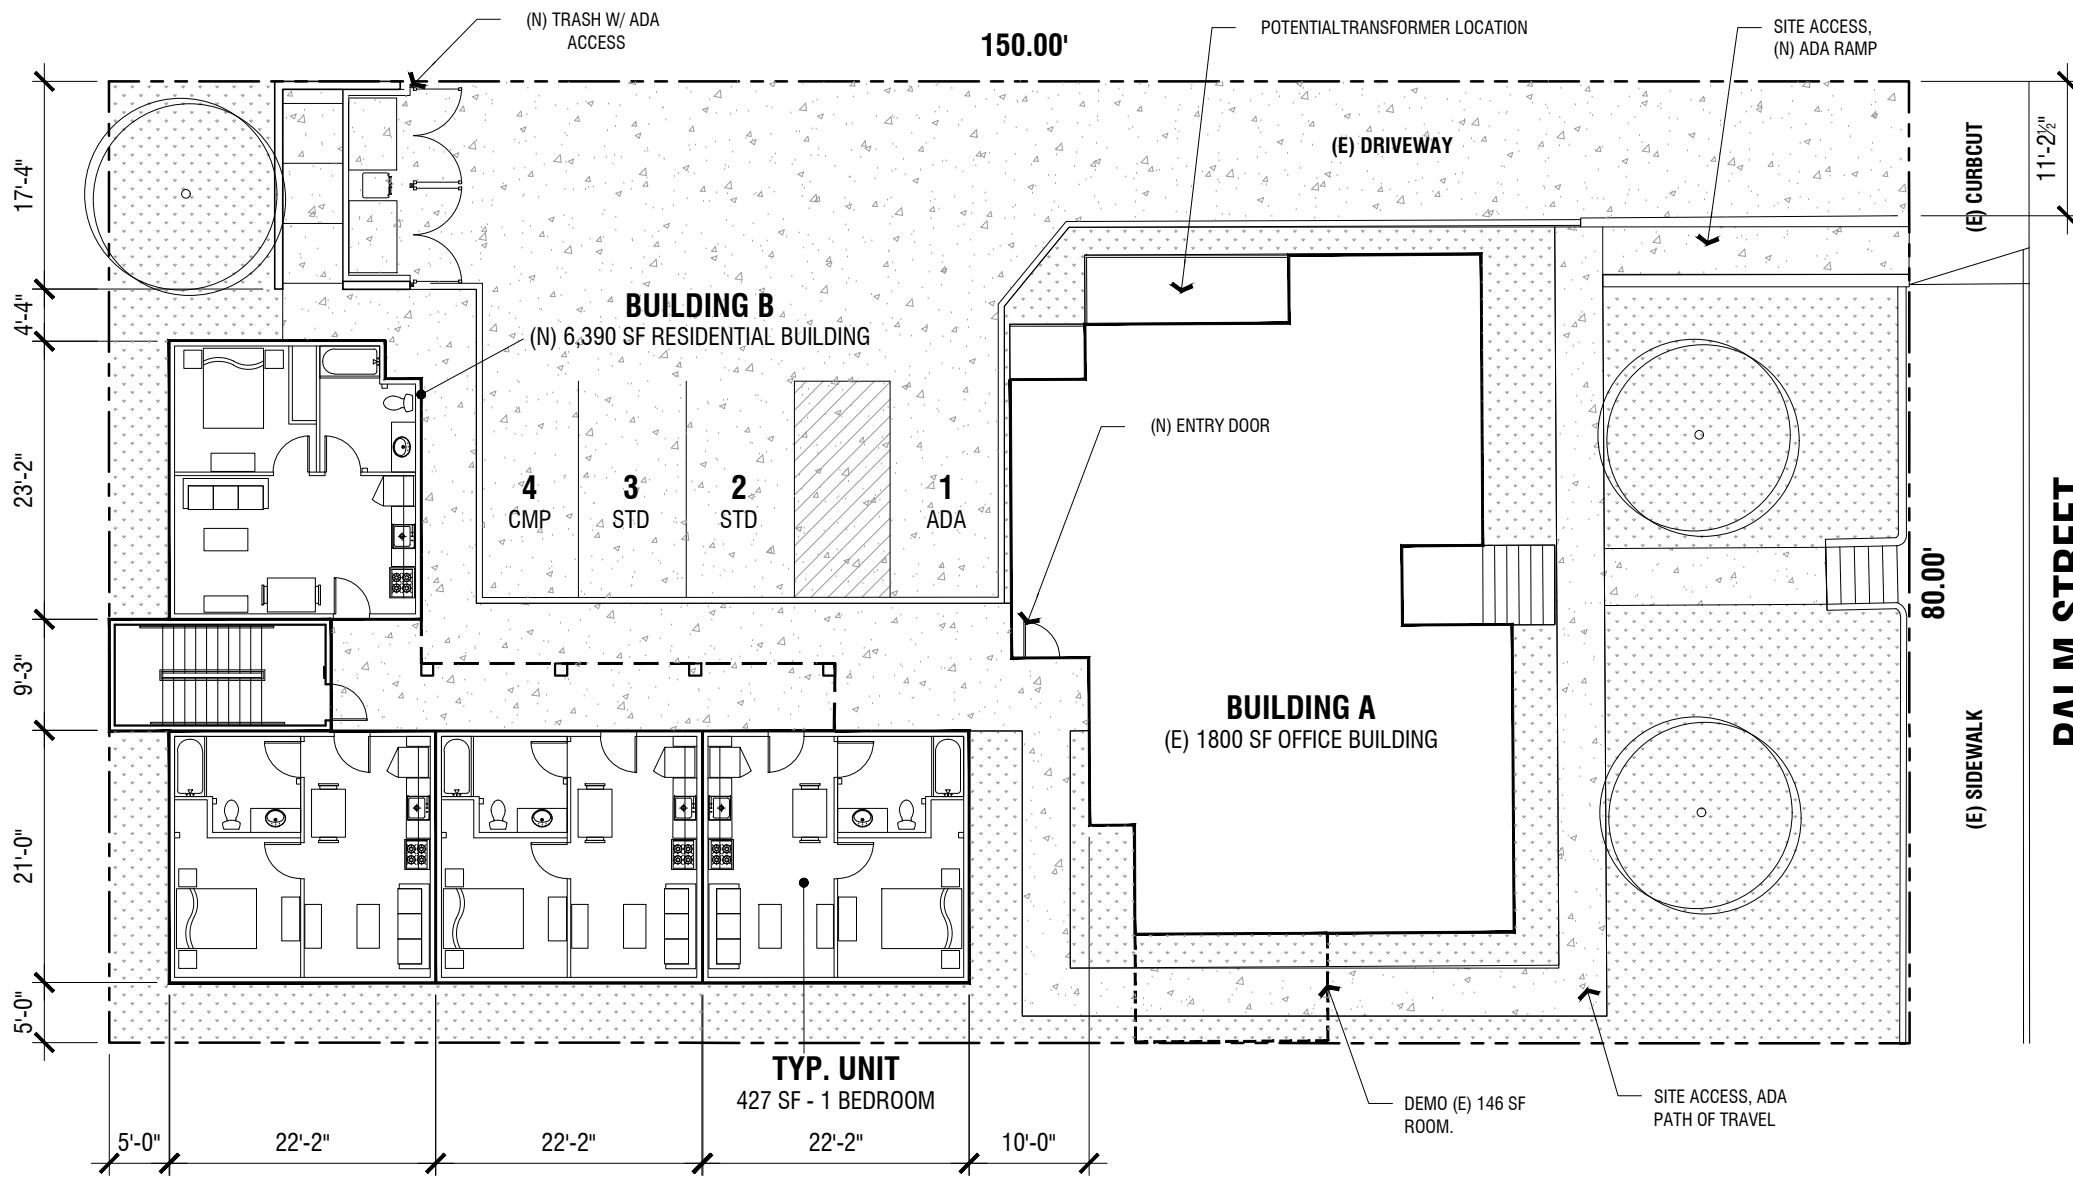 (N) TRASH W/ ADA
ACCESS
150.00'
POTENTIALTRANSFORMER LOCATION
SITE ACCESS,
(N) ADA RAMP
(E) DRIVEWAY
(E) CURBCUT
11'-2½"
17'-4"
4'-4"
23'-2"
9'-3"
21'-0"
5'-0"
BUILDING B
(N) 6,390 SF RESIDENTIAL BUILDING
(N) ENTRY DOOR
4
CMP
3
STD
2
STD
1
ADA
80.00'
PALM STREET
BUILDING A
(E) 1800 SF OFFICE BUILDING
(E) SIDEWALK
TYP. UNIT
427 SF - 1 BEDROOM
DEMO (E) 146 SF
ROOM.
SITE ACCESS, ADA
PATH OF TRAVEL
5'-0"
22'-2"
22'-2"
22'-2"
10'-0"